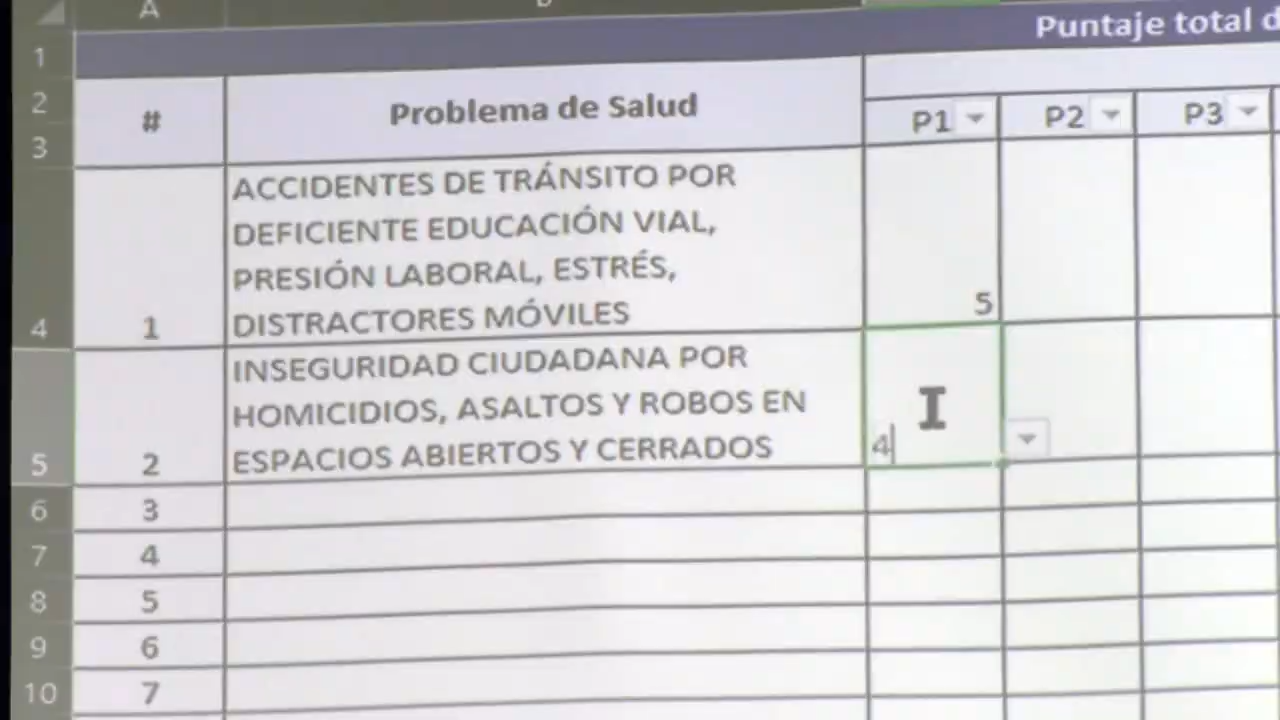 A
1
Puntaje total d
2
#
Problema de Salud
P1
P2
P3
3
ACCIDENTES DE TRÁNSITO POR
DEFICIENTE EDUCACIÓN VIAL,
PRESIÓN LABORAL, ESTRÉS,
4 1 DISTRACTORES MÓVILES 5
INSEGURIDAD CIUDADANA POR
HOMICIDIOS, ASALTOS Y ROBOS EN
5 2 ESPACIOS ABIERTOS Y CERRADOS 4
6 3
7 4
8 5
9 6
10 7